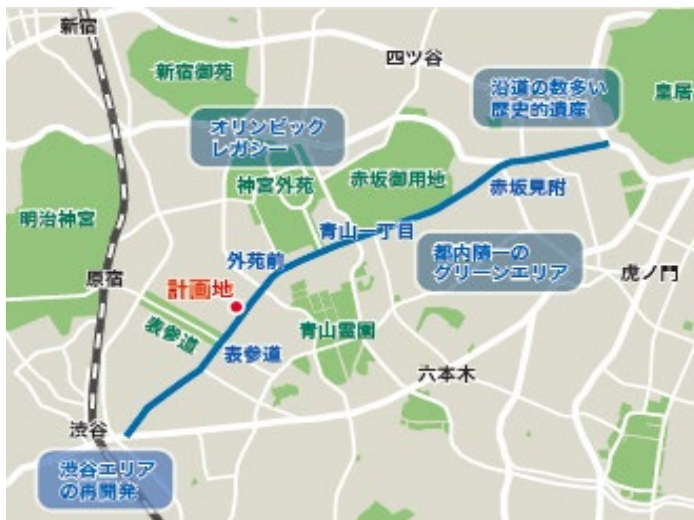 新宿
四ツ谷
新宿御苑
沿道の数多い
歴史的遺産
皇居
オリンピック
レガシー
神宮外苑
赤坂御用地
赤坂見附
明治神宮
青山一丁目
外苑前
都内随一の
グリーンエリア
虎ノ門
原宿
計画地
表参道
青山霊園
表参道
六本木
渋谷
渋谷エリア
の再開発